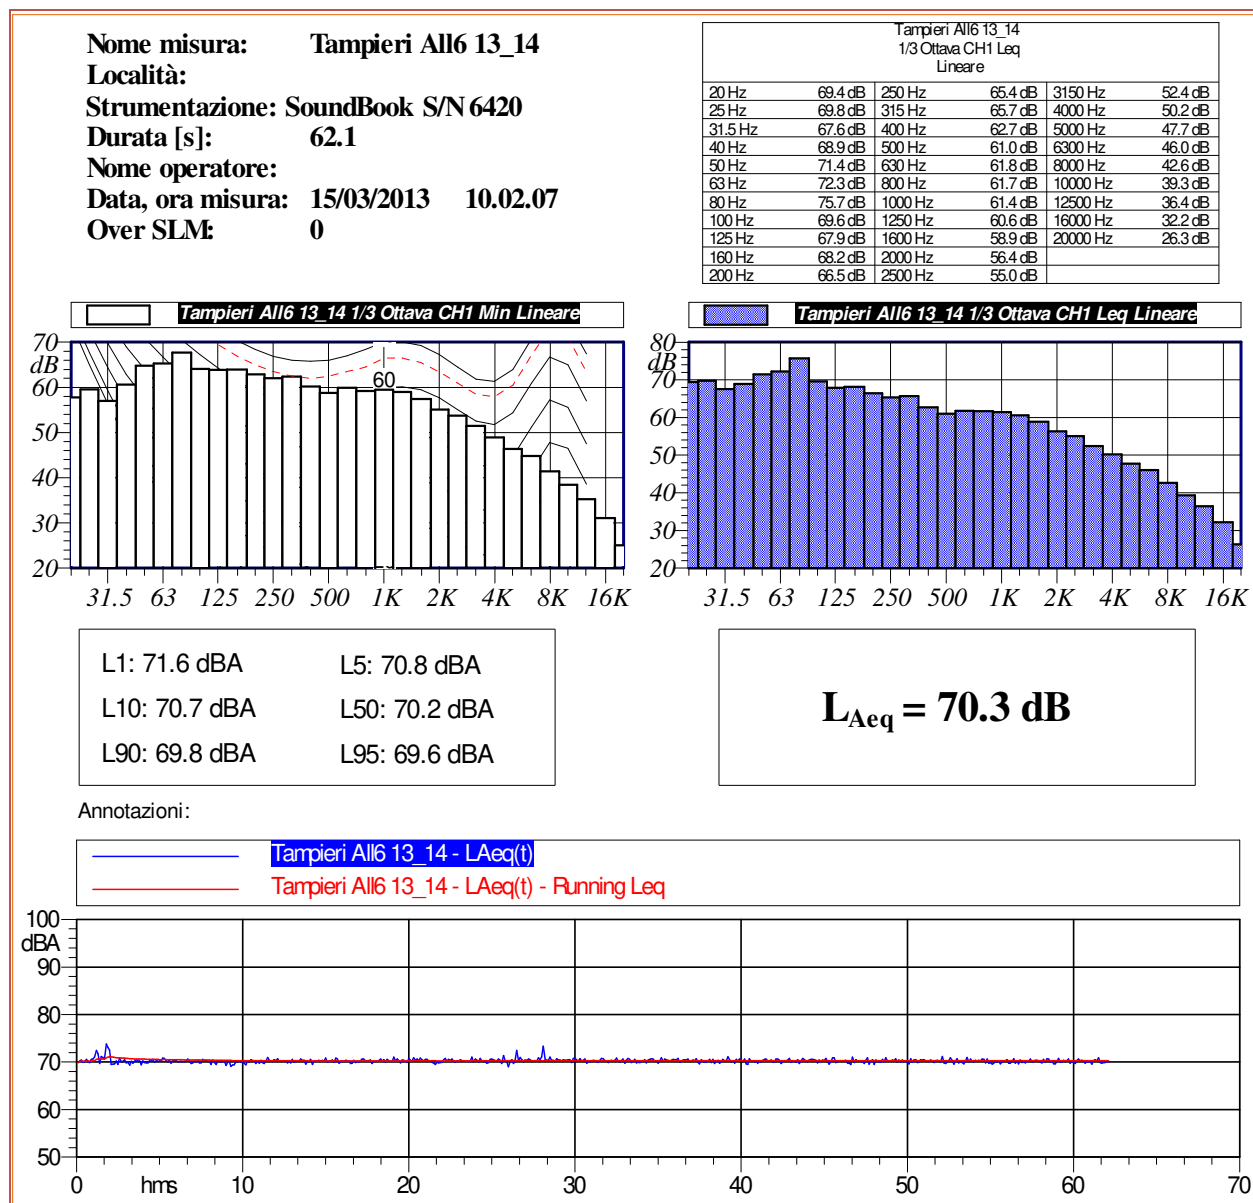 Nome misura: Tampieri All6 13_14
Località:
Strumentazione: SoundBook S/N 6420
Durata [s]: 62.1
Nome operatore:
Data, ora misura: 15/03/2013 10.02.07
Over SLM: 0
Tampieri All6 13_14
1/3 Ottava CH1 Leq
Lineare
20 Hz 69.4 dB 250 Hz 65.4 dB 3150 Hz 52.4 dB
25 Hz 69.8 dB 315 Hz 65.7 dB 4000 Hz 50.2 dB
31.5 Hz 67.6 dB 400 Hz 62.7 dB 5000 Hz 47.7 dB
40 Hz 68.9 dB 500 Hz 61.0 dB 6300 Hz 46.0 dB
50 Hz 71.4 dB 630 Hz 61.8 dB 8000 Hz 42.6 dB
63 Hz 72.3 dB 800 Hz 61.7 dB 10000 Hz 39.3 dB
80 Hz 75.7 dB 1000 Hz 61.4 dB 12500 Hz 36.4 dB
100 Hz 69.6 dB 1250 Hz 60.6 dB 16000 Hz 32.2 dB
125 Hz 67.9 dB 1600 Hz 58.9 dB 20000 Hz 26.3 dB
160 Hz 68.2 dB 2000 Hz 56.4 dB
200 Hz 66.5 dB 2500 Hz 55.0 dB
Tampieri All6 13_14 1/3 Ottava CH1 Min Lineare
70
dB
60
50
40
30
20
60
31.5 63 125 250 500 1K 2K 4K 8K 16K
Tampieri All6 13_14 1/3 Ottava CH1 Leq Lineare
80
dB
70
60
50
40
30
20
31.5 63 125 250 500 1K 2K 4K 8K 16K
L1: 71.6 dBA L5: 70.8 dBA
L10: 70.7 dBA L50: 70.2 dBA
L90: 69.8 dBA L95: 69.6 dBA
LAeq = 70.3 dB
Annotazioni:
Tampieri All6 13_14 - LAeq(t)
Tampieri All6 13_14 - LAeq(t) - Running Leq
100
dBA
90
80
70
60
50
0 hms 10 20 30 40 50 60 70